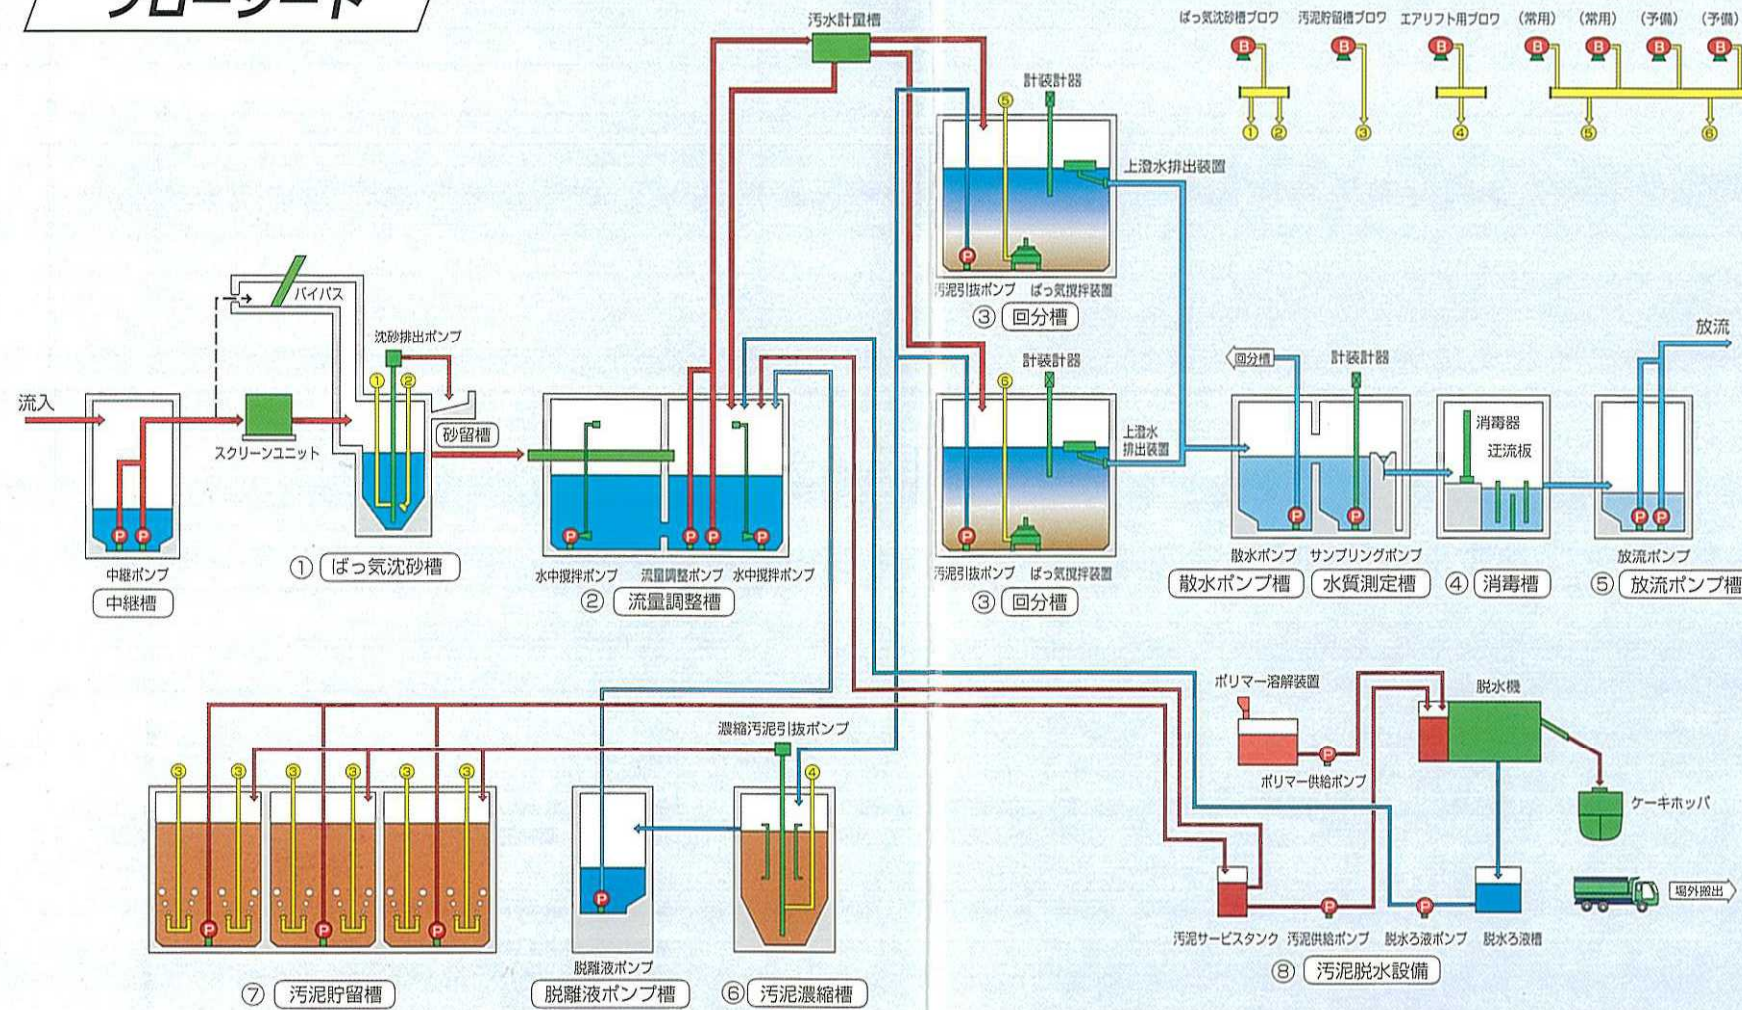 フローシート
汚水計量槽
ばっ気沈砂槽ブロワ
汚泥貯留槽ブロワ
エアリフト用ブロワ
(常用)
(常用)
(予備)
(予備)
B
B
B
B
B
B
B
①
②
③
④
⑤
⑥
⑤
計装計器
上澄水排出装置
P
汚泥引抜ポンプ
ばっ気撹拌装置
③ 回分槽
バイパス
沈砂排出ポンプ
①
②
流入
スクリーンユニット
砂留槽
P
P
中継ポンプ
中継槽
① ばっ気沈砂槽
P
P
P
P
水中撹拌ポンプ
流量調整ポンプ
水中撹拌ポンプ
② 流量調整槽
⑥
計装計器
上澄水
排出装置
P
汚泥引抜ポンプ
ばっ気撹拌装置
③ 回分槽
回分槽
計装計器
P
P
散水ポンプ
サンプリングポンプ
散水ポンプ槽
水質測定槽
消毒器
迂流板
④ 消毒槽
放流
P
P
放流ポンプ
⑤ 放流ポンプ槽
③
③
③
③
③
③
P
P
P
⑦ 汚泥貯留槽
P
脱離液ポンプ
脱離液ポンプ槽
濃縮汚泥引抜ポンプ
④
⑥ 汚泥濃縮槽
ポリマー溶解装置
P
ポリマー供給ポンプ
脱水機
ケーキホッパ
場外搬出
P
P
汚泥サービスタンク
汚泥供給ポンプ
脱水ろ液ポンプ
脱水ろ液槽
⑧ 汚泥脱水設備